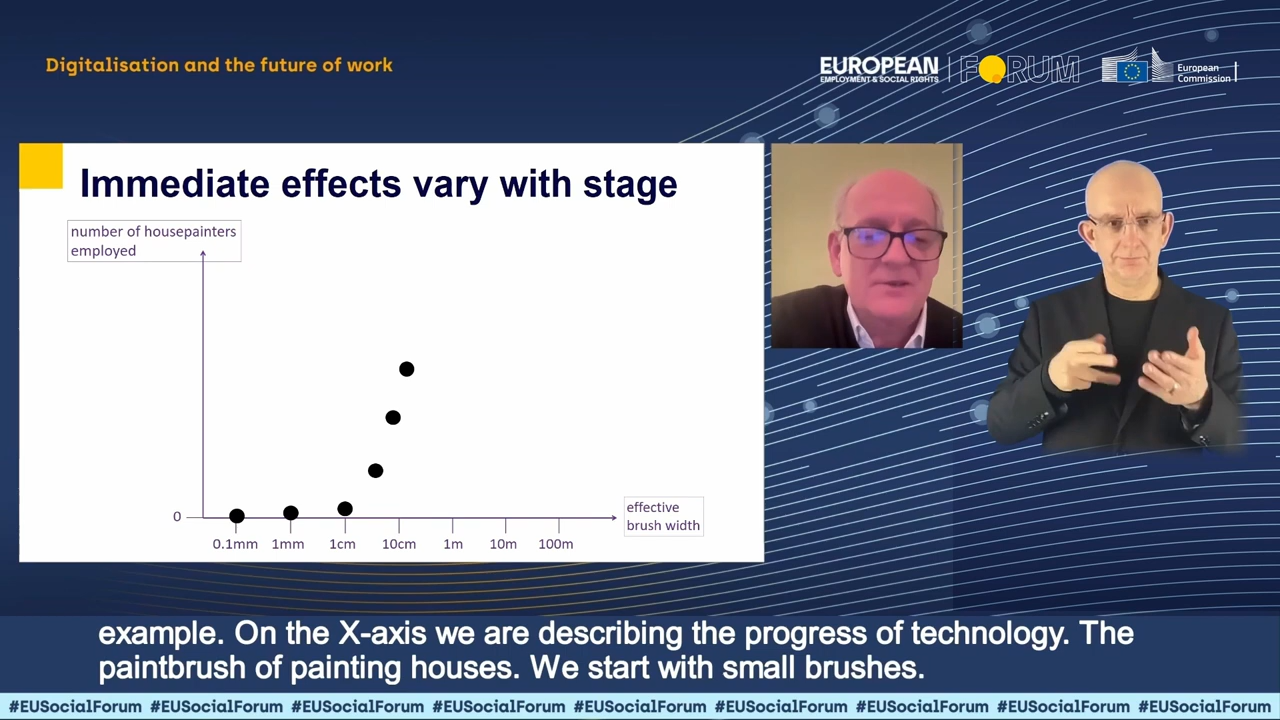 Digitalisation and the future of work
EUROPEAN
EMPLOYMENT & SOCIAL RIGHTS
FORUM
European
Commission
Immediate effects vary with stage
number of housepainters
employed
0
effective
brush width
0.1mm 1mm 1cm 10cm 1m 10m 100m
example. On the X-axis we are describing the progress of technology. The
paintbrush of painting houses. We start with small brushes.
#EUSocialForum #EUSocialForum #EUSocialForum #EUSocialForum #EUSocialForum #EUSocialForum #EUSocialForum #EUSocialForum #EUSocialForum